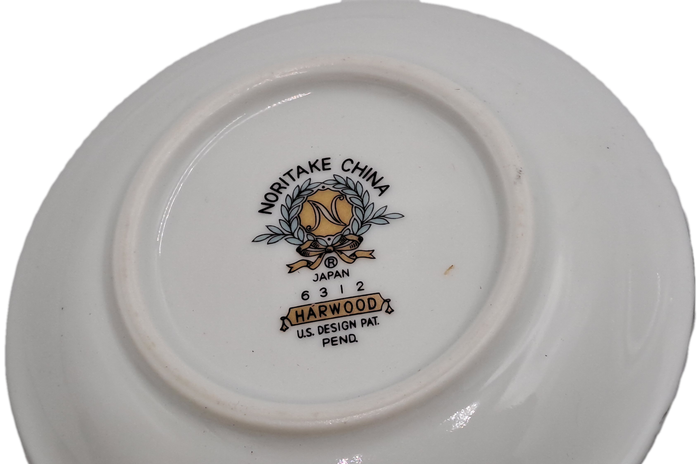 NORITAKE CHINA
N
®
JAPAN
6312
HARWOOD
U.S. DESIGN PAT.
PEND.